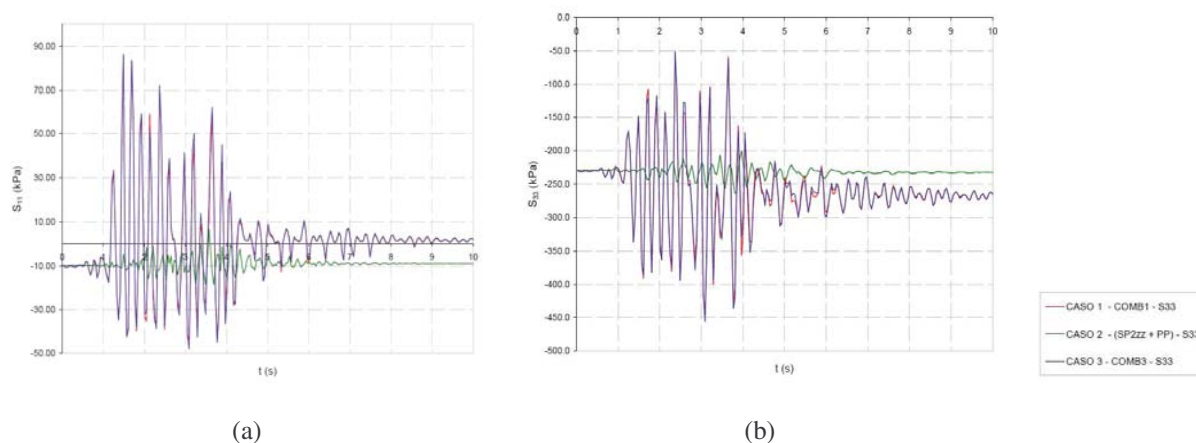 90.00
70.00
50.00
30.00
10.00
-10.00
-30.00
-50.00
0 1 2 3 4 5 6 7 8 9 10
S11 (kPa)
t (s)
0.0
-50.0
-100.0
-150.0
-200.0
-250.0
-300.0
-350.0
-400.0
-450.0
-500.0
0 1 2 3 4 5 6 7 8 9 10
S33 (kPa)
t (s)
CASO 1 - COMB1 - S33
CASO 2 - (SP2zz + PP) - S33
CASO 3 - COMB3 - S33
(a)
(b)